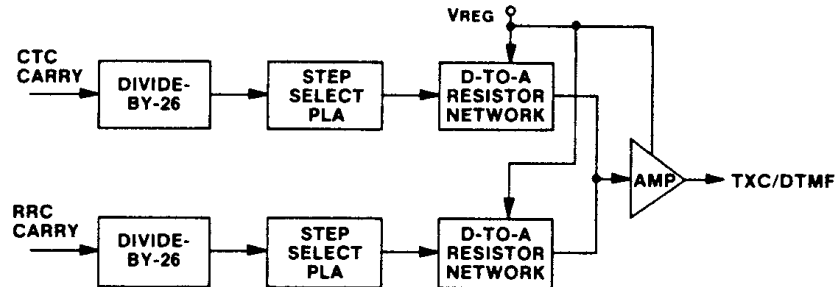 VREG
CTC
CARRY
DIVIDE-
BY-26
STEP
SELECT
PLA
D-TO-A
RESISTOR
NETWORK
AMP
TXC/DTMF
RRC
CARRY
DIVIDE-
BY-26
STEP
SELECT
PLA
D-TO-A
RESISTOR
NETWORK